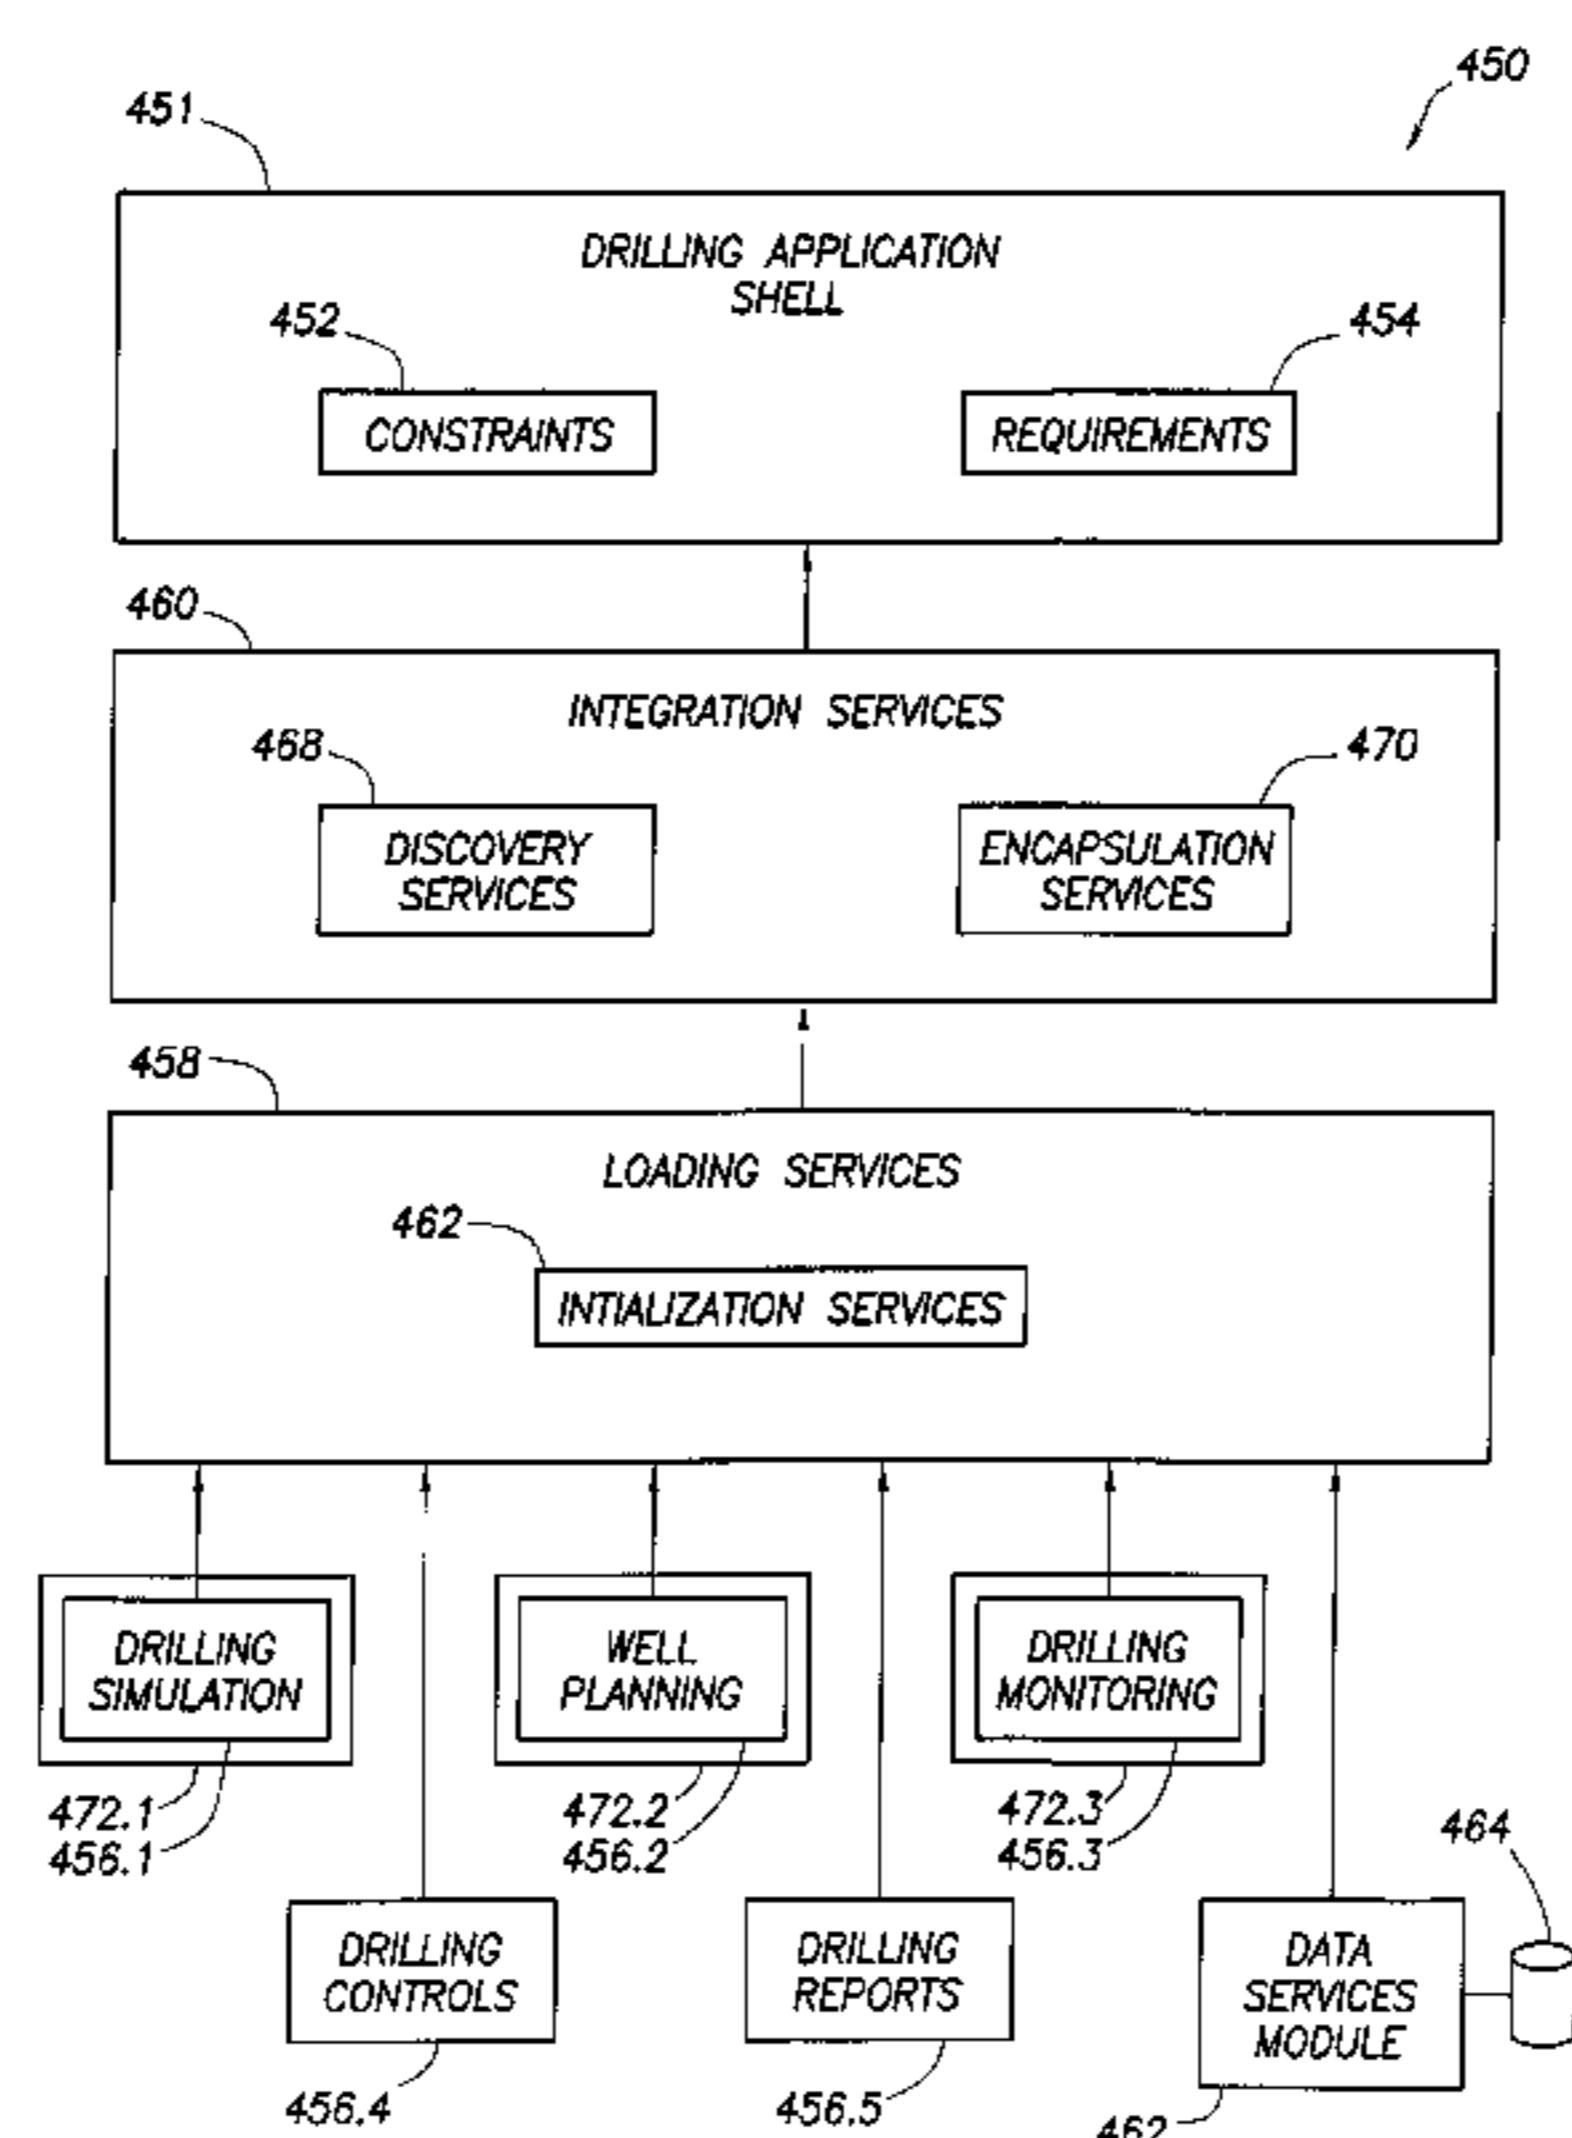 450
451
DRILLING APPLICATION
SHELL
452
454
CONSTRAINTS
REQUIREMENTS
460
INTEGRATION SERVICES
468
470
DISCOVERY
SERVICES
ENCAPSULATION
SERVICES
458
LOADING SERVICES
462
INTIALIZATION SERVICES
DRILLING
SIMULATION
WELL
PLANNING
DRILLING
MONITORING
472.1
456.1
472.2
456.2
472.3
456.3
464
DRILLING
CONTROLS
DRILLING
REPORTS
DATA
SERVICES
MODULE
456.4
456.5
462